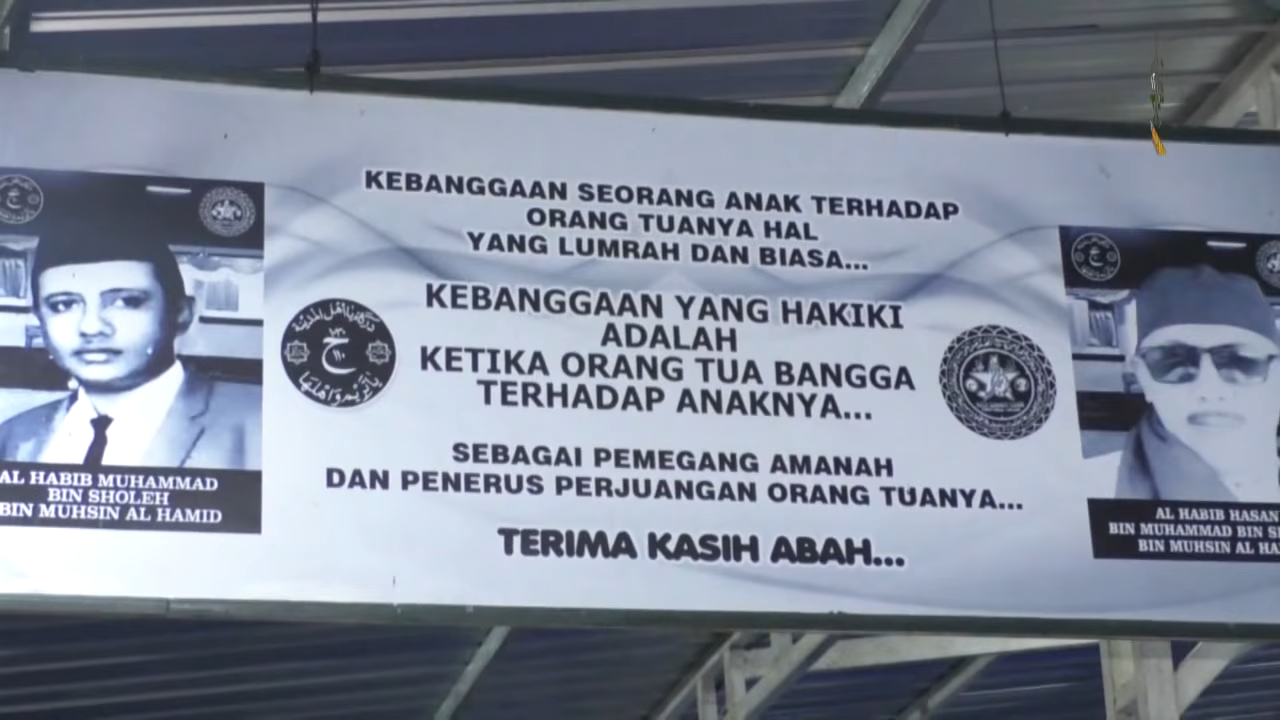 KEBANGGAAN SEORANG ANAK TERHADAP
ORANG TUANYA HAL
YANG LUMRAH DAN BIASA...
KEBANGGAAN YANG HAKIKI
ADALAH
KETIKA ORANG TUA BANGGA
TERHADAP ANAKNYA...
SEBAGAI PEMEGANG AMANAH
DAN PENERUS PERJUANGAN ORANG TUANYA...
TERIMA KASIH ABAH...
AL HABIB MUHAMMAD
BIN SHOLEH
BIN MUHSIN AL HAMID
AL HABIB HASAN
BIN MUHAMMAD BIN
BIN MUHSIN AL